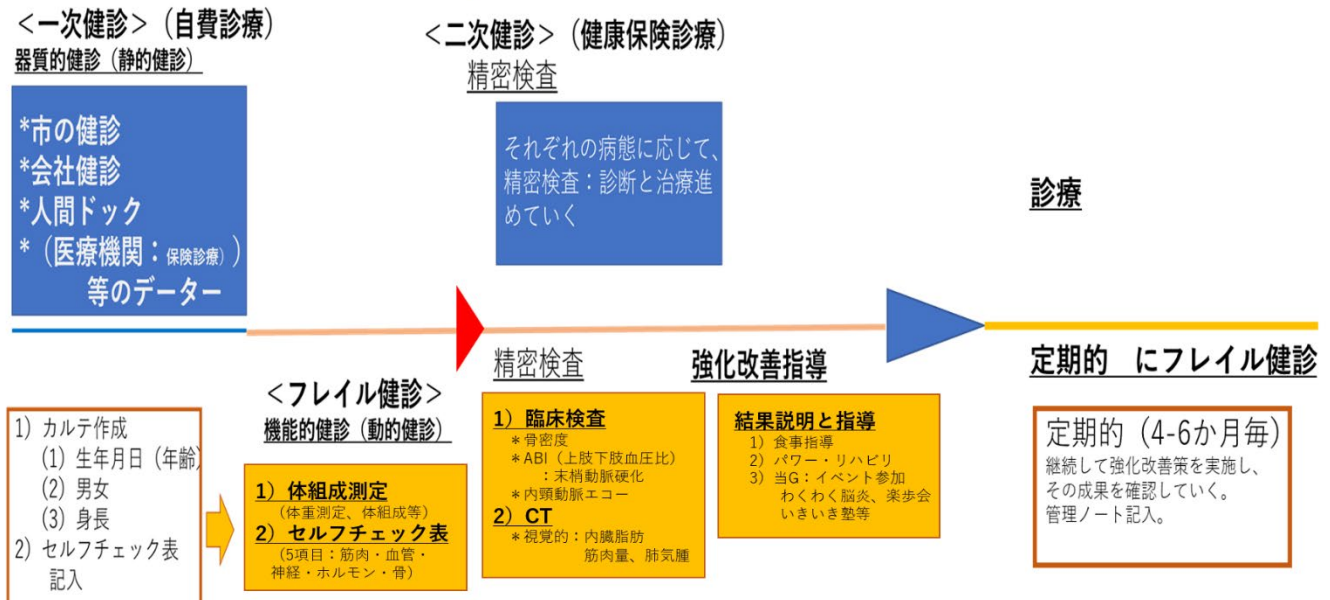 <一次健診>(自費診療)
器質的健診(静的健診)
*市の健診
*会社健診
*人間ドック
*(医療機関:保険診療))
等のデーター
<二次健診>(健康保険診療)
精密検査
それぞれの病態に応じて、
精密検査:診断と治療進
めていく
診療
1)カルテ作成
(1)生年月日(年齢)
(2)男女
(3)身長
2)セルフチェック表
記入
<フレイル健診>
機能的健診(動的健診)
1)体組成測定
(体重測定、体組成等)
2)セルフチェック表
(5項目:筋肉・血管・
神経・ホルモン・骨)
精密検査
1)臨床検査
*骨密度
*ABI(上肢下肢血圧比)
:末梢動脈硬化
*内頸動脈エコー
2)CT
*視覚的:内臓脂肪
筋肉量、肺気腫
強化改善指導
結果説明と指導
1)食事指導
2)パワー・リハビリ
3)当G:イベント参加
わくわく脳炎、楽歩会
いきいき塾等
定期的 にフレイル健診
定期的(4-6か月毎)
継続して強化改善策を実施し、
その成果を確認していく。
管理ノート記入。